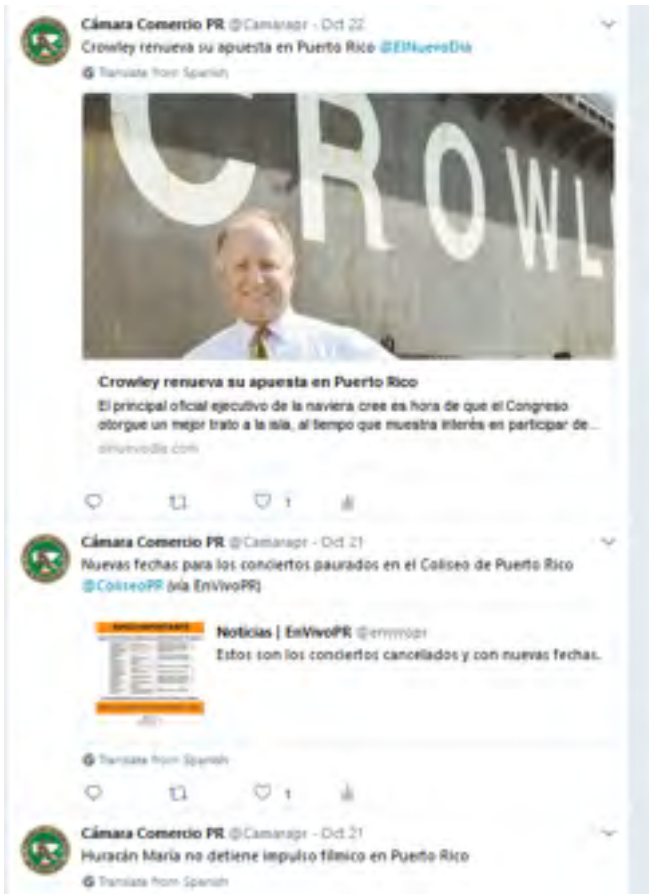 Cámara Comercio PR @Camarapr - Oct 22
Crowley renueva su apuesta en Puerto Rico @ElNuevoDia
Translate from Spanish
CROWL
Crowley renueva su apuesta en Puerto Rico
El principal oficial ejecutivo de la naviera cree es hora de que el Congreso
otorgue un mejor trato a la isla, al tiempo que muestra interés en participar de...
elnuevodia.com
1
Cámara Comercio PR @Camarapr - Oct 21
Nuevas fechas para los conciertos paurados en el Coliseo de Puerto Rico
@ColiseoPR (vía EnVivoPR)
Noticias | EnVivoPR @envivopr
Estos son los conciertos cancelados y con nuevas fechas.
Translate from Spanish
1
Cámara Comercio PR @Camarapr - Oct 21
Huracán María no detiene impulso fílmico en Puerto Rico
Translate from Spanish